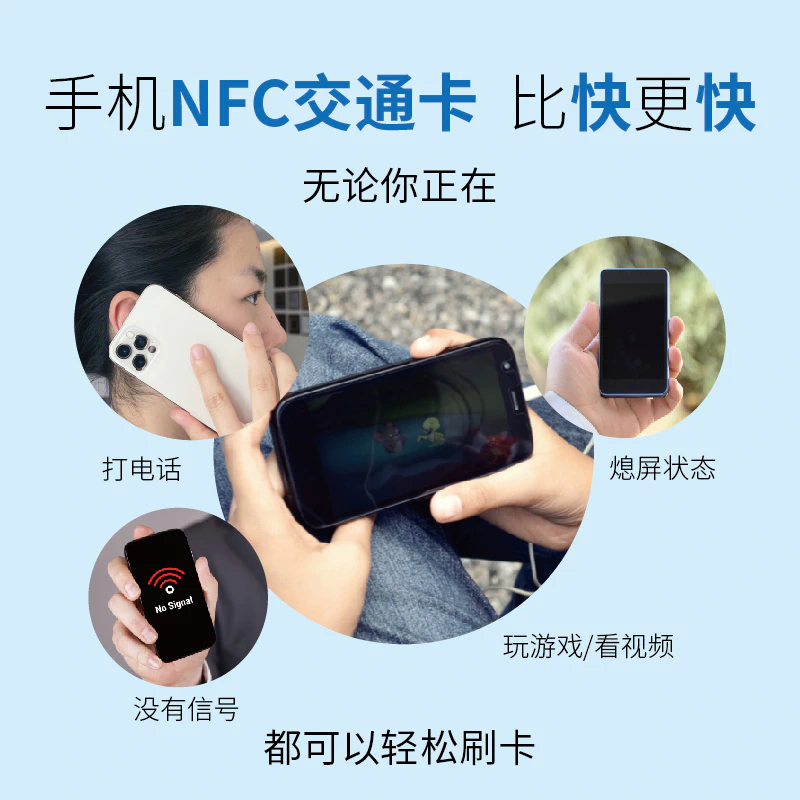 手机NFC交通卡 比快更快
无论你正在
打电话
熄屏状态
No Signal
玩游戏/看视频
没有信号
都可以轻松刷卡